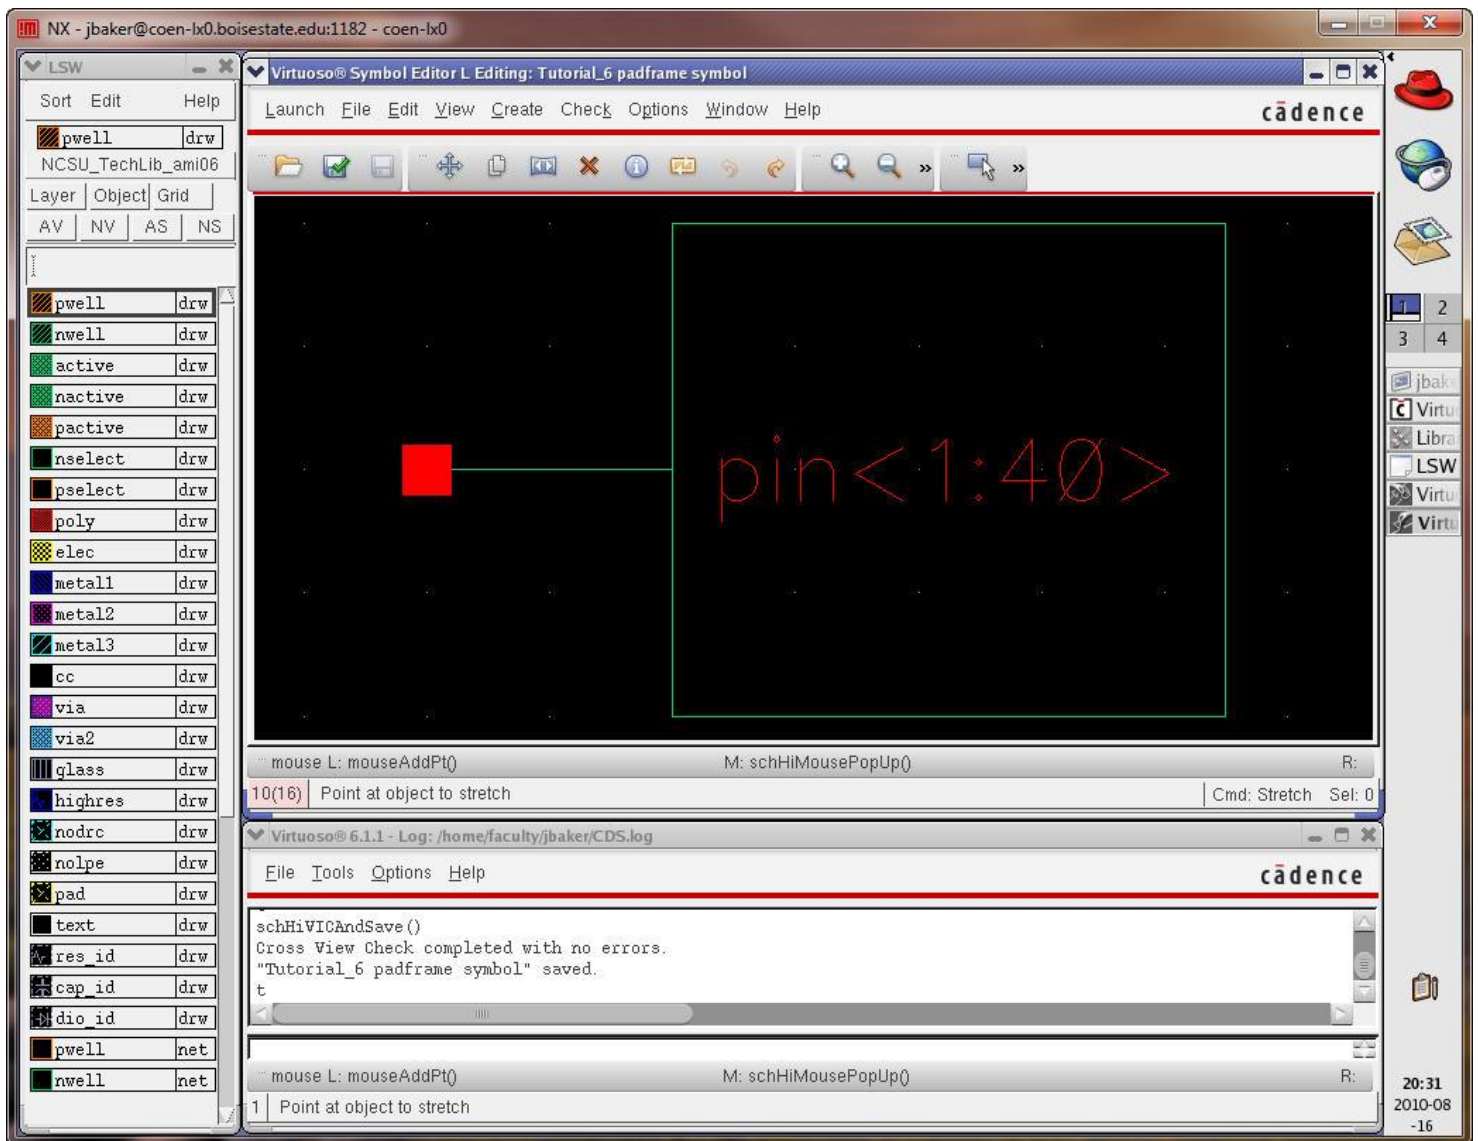 NX - jbaker@coen-lx0.boisestate.edu:1182 - coen-lx0
LSW
Sort Edit Help
pwell drw
NCSU_TechLib_ami06
Layer Object Grid
AV NV AS NS
pwell drw
nwell drw
active drw
nactive drw
pactive drw
nselect drw
pselect drw
poly drw
elec drw
metal1 drw
metal2 drw
metal3 drw
cc drw
via drw
via2 drw
glass drw
highres drw
nodrc drw
nolpe drw
pad drw
text drw
res_id drw
cap_id drw
dio_id drw
pwell net
nwell net
Virtuoso® Symbol Editor L Editing: Tutorial_6 padframe symbol
Launch File Edit View Create Check Options Window Help
cādence
» »
pin<1:40>
mouse L: mouseAddPt() M: schHiMousePopUp() R:
10(16) Point at object to stretch Cmd: Stretch Sel: 0
Virtuoso® 6.1.1 - Log: /home/faculty/jbaker/CDS.log
File Tools Options Help
cādence
schHiVICAndSave()
Cross View Check completed with no errors.
"Tutorial_6 padframe symbol" saved.
t
mouse L: mouseAddPt() M: schHiMousePopUp() R:
1 Point at object to stretch
1 2
3 4
jbak
Virtu
Libra
LSW
Virtu
Virtu
20:31
2010-08
-16